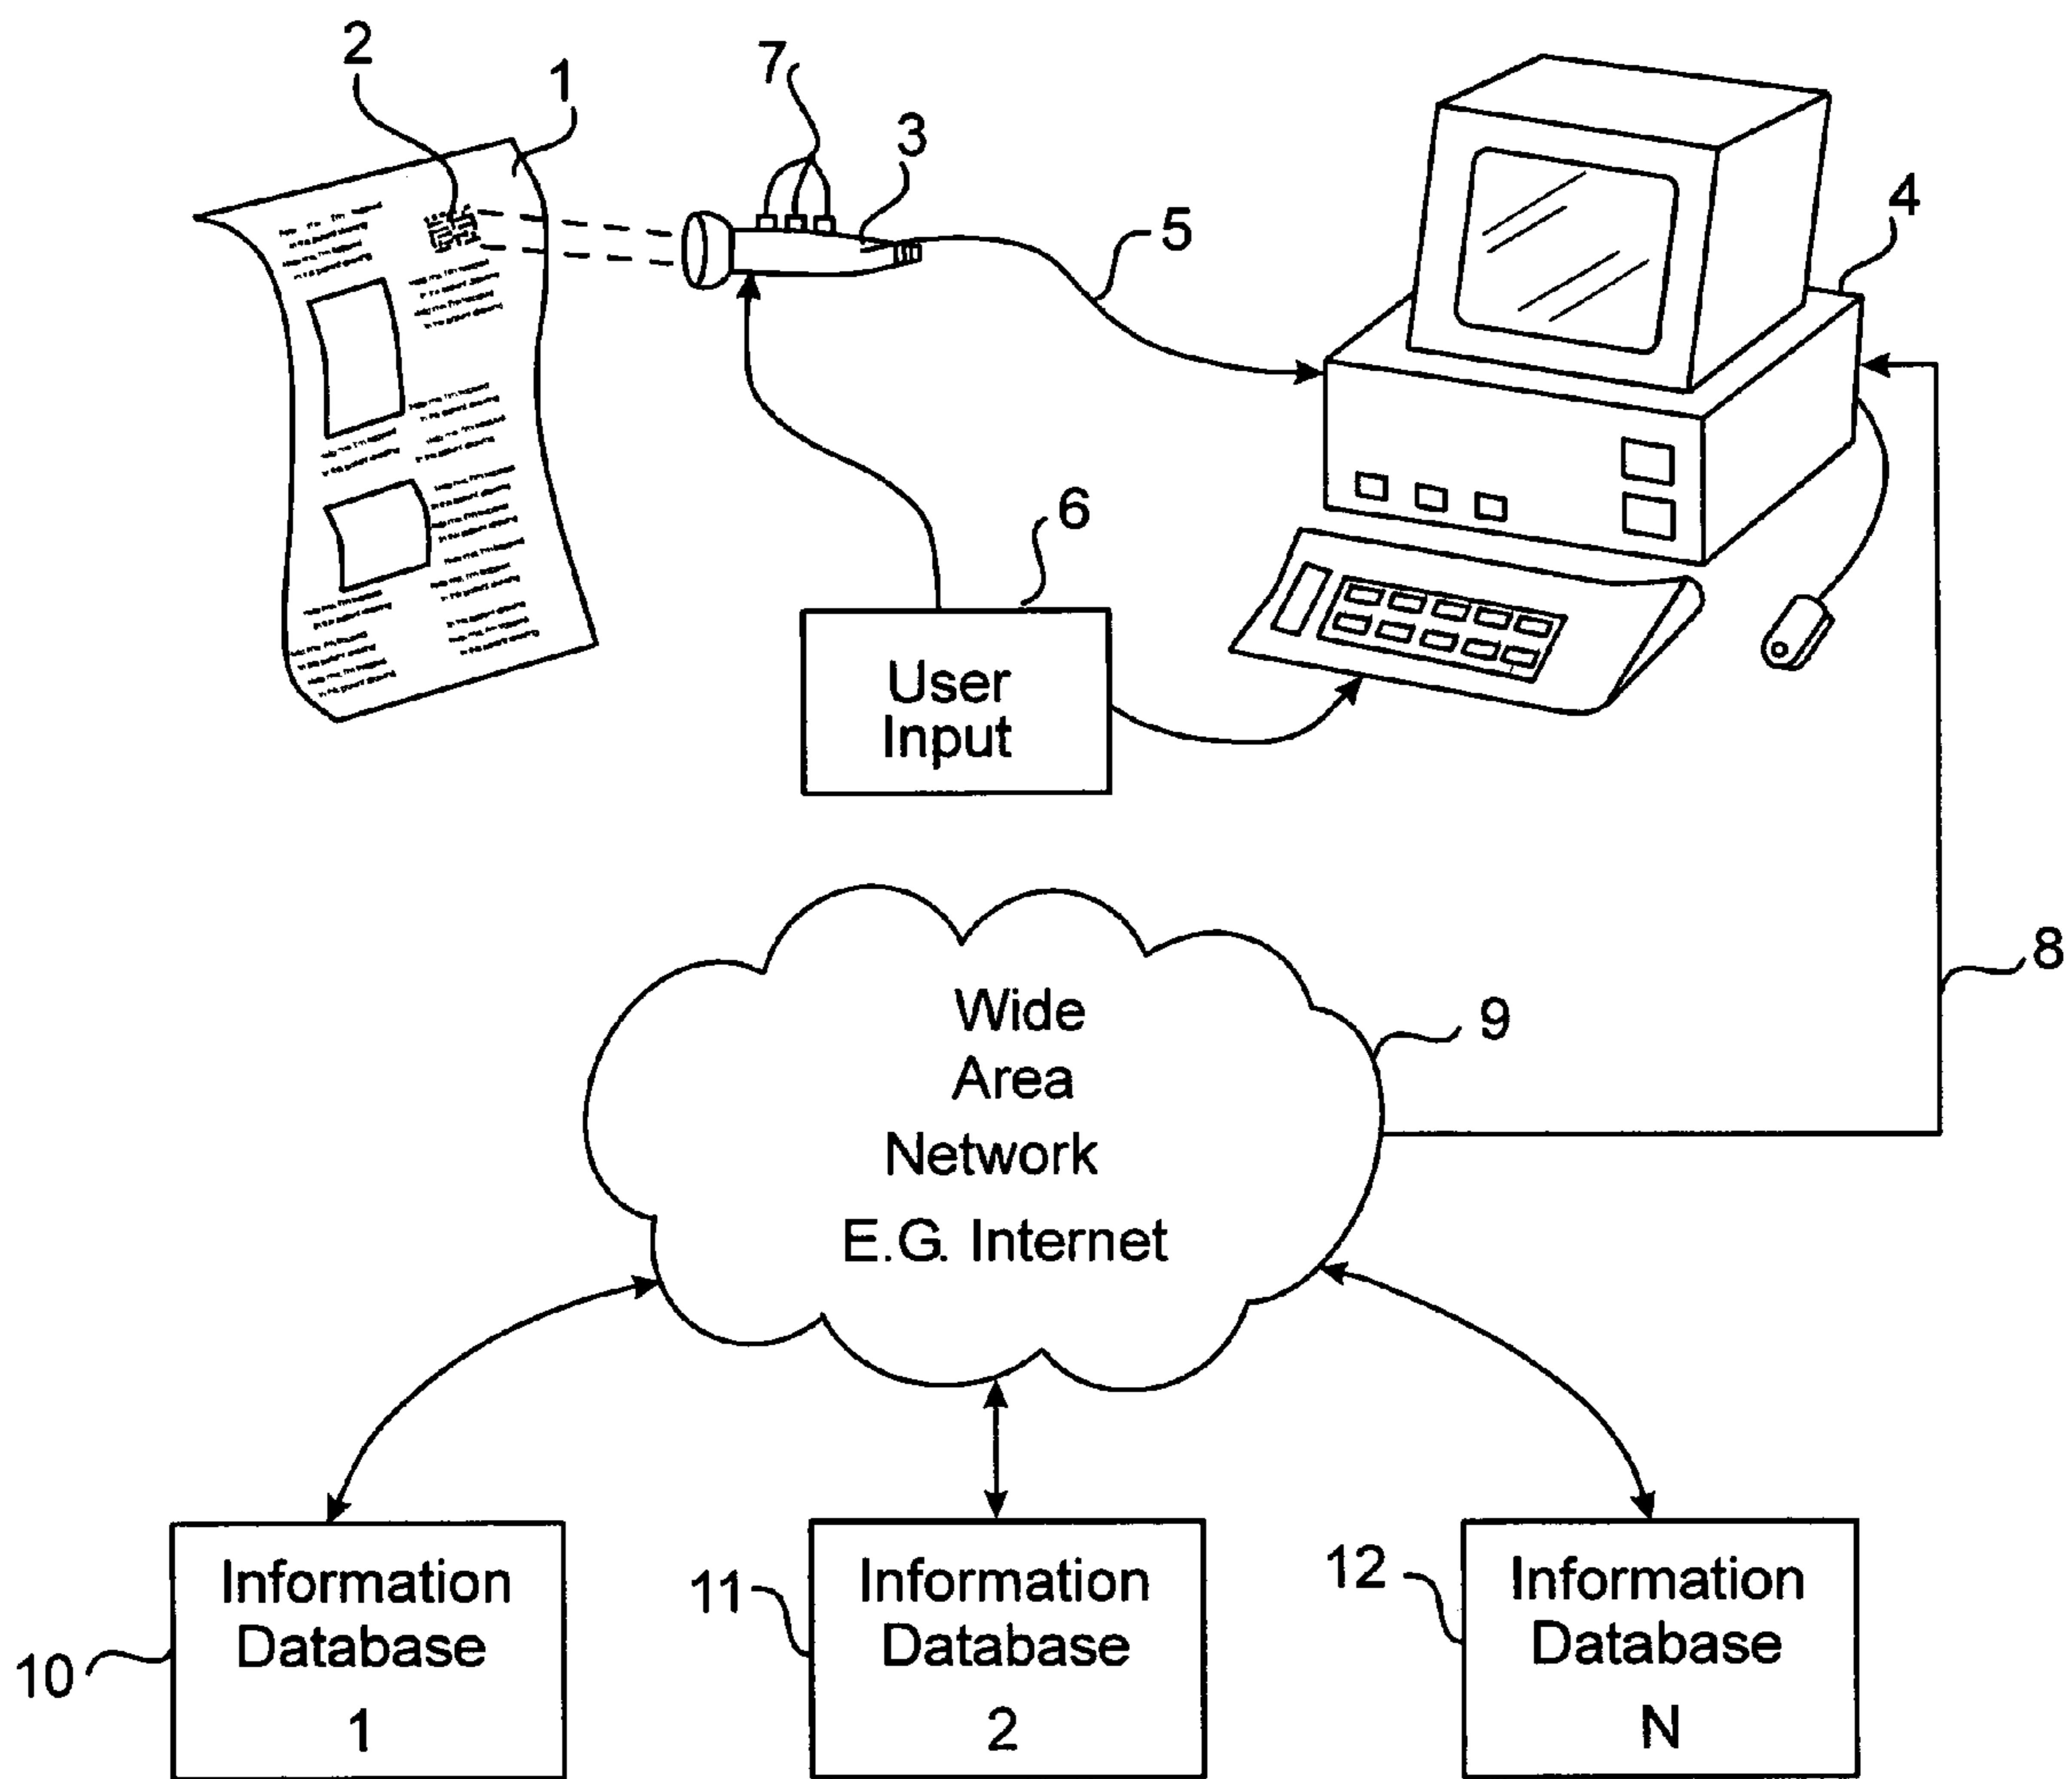 2
1
7
3
5
4
6
User
Input
8
Wide
Area
Network
E.G. Internet
9
Information
Database
1
10
Information
Database
2
11
Information
Database
N
12